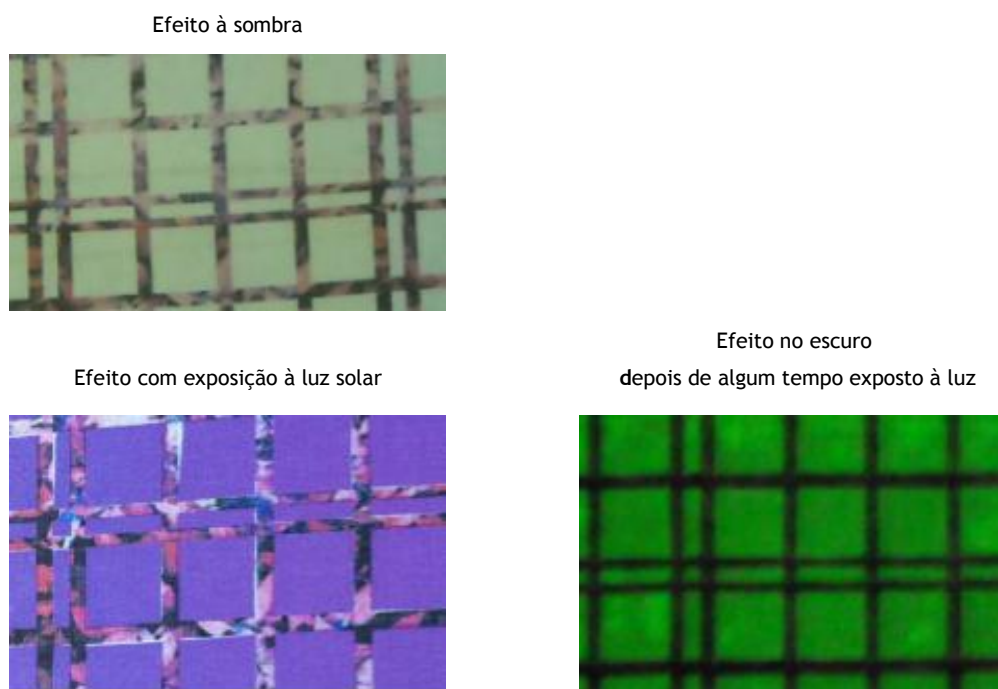 Efeito à sombra
Efeito com exposição à luz solar
Efeito no escuro
depois de algum tempo exposto à luz